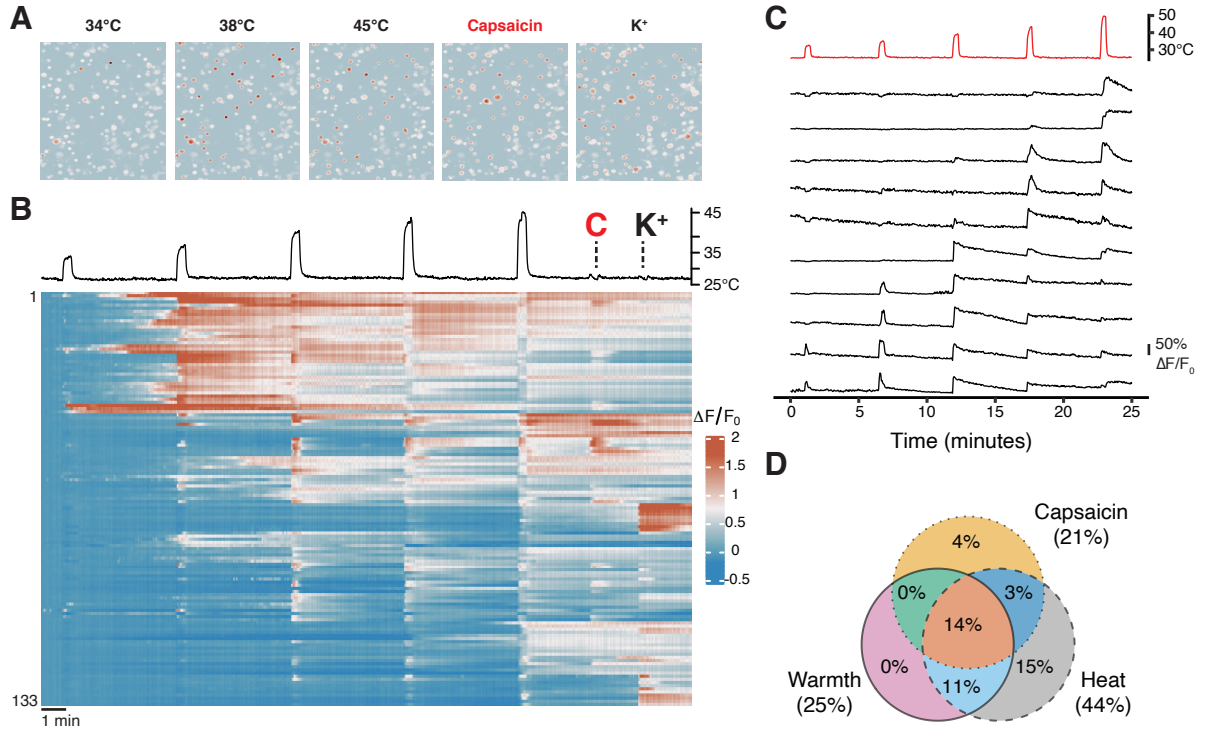 A
34°C
38°C
45°C
Capsaicin
K⁺
B
C
K⁺
45
35
25°C
1
133
1 min
ΔF/F₀
2
1.5
1
0.5
0
-0.5
C
50
40
30°C
50%
ΔF/F₀
0
5
10
15
20
25
Time (minutes)
D
Capsaicin
(21%)
4%
0%
3%
14%
0%
15%
11%
Warmth
(25%)
Heat
(44%)